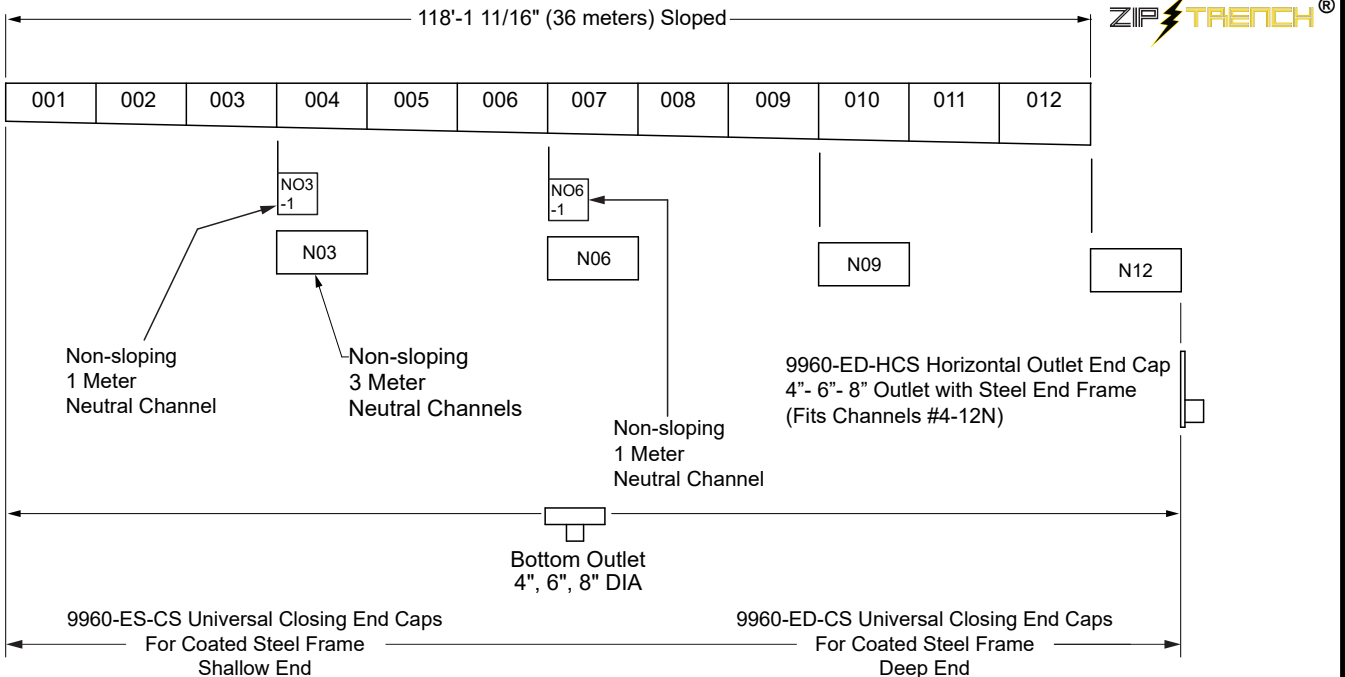 118'-1 11/16" (36 meters) Sloped
ZIP TRENCH®
001 002 003 004 005 006 007 008 009 010 011 012
NO3
-1
NO6
-1
N03
N06
N09
N12
Non-sloping
1 Meter
Neutral Channel
Non-sloping
3 Meter
Neutral Channels
Non-sloping
1 Meter
Neutral Channel
9960-ED-HCS Horizontal Outlet End Cap
4”- 6”- 8” Outlet with Steel End Frame
(Fits Channels #4-12N)
Bottom Outlet
4", 6", 8" DIA
9960-ES-CS Universal Closing End Caps
For Coated Steel Frame
Shallow End
9960-ED-CS Universal Closing End Caps
For Coated Steel Frame
Deep End